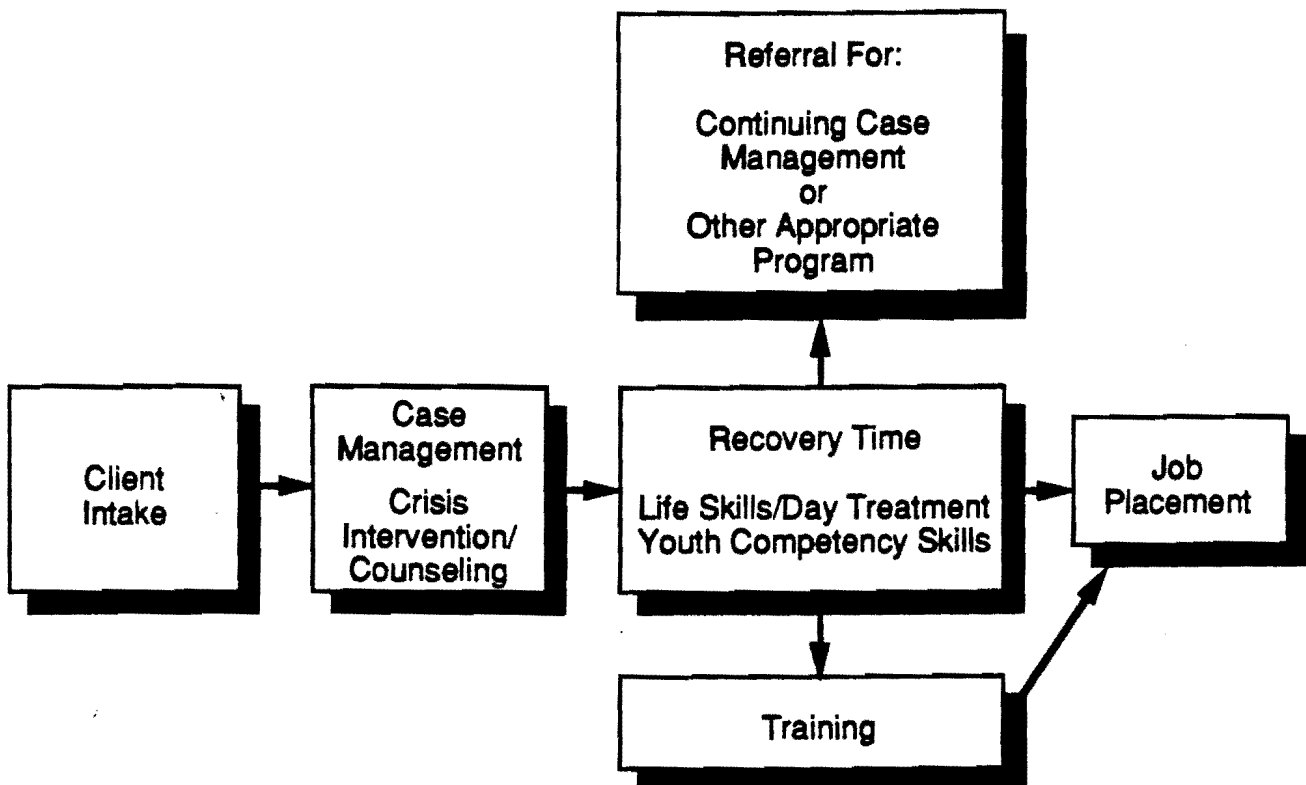 Referral For:
Continuing Case
Management
or
Other Appropriate
Program
Client
Intake
Case
Management
Crisis
Intervention/
Counseling
Recovery Time
Life Skills/Day Treatment
Youth Competency Skills
Job
Placement
Training